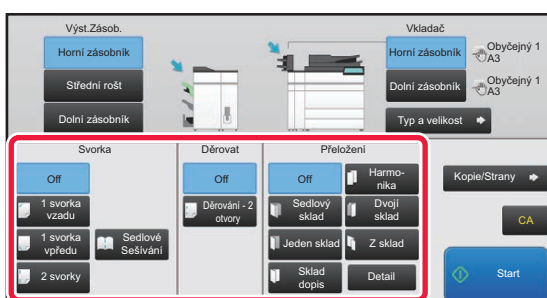 Výst.Zásob.
Vkladač
Horní zásobník
Střední rošt
Dolní zásobník
Horní zásobník
Obyčejný 1
A3
Dolní zásobník
Obyčejný 1
A3
Typ a velikost
Svorka
Off
1 svorka
vzadu
1 svorka
vpředu
Sedlové
Sešívání
2 svorky
Děrovat
Off
Děrování - 2
otvory
Přeložení
Off
Harmo-
nika
Sedlový
sklad
Dvojí
sklad
Jeden sklad
Z sklad
Sklad
dopis
Detail
Kopie/Strany
CA
Start